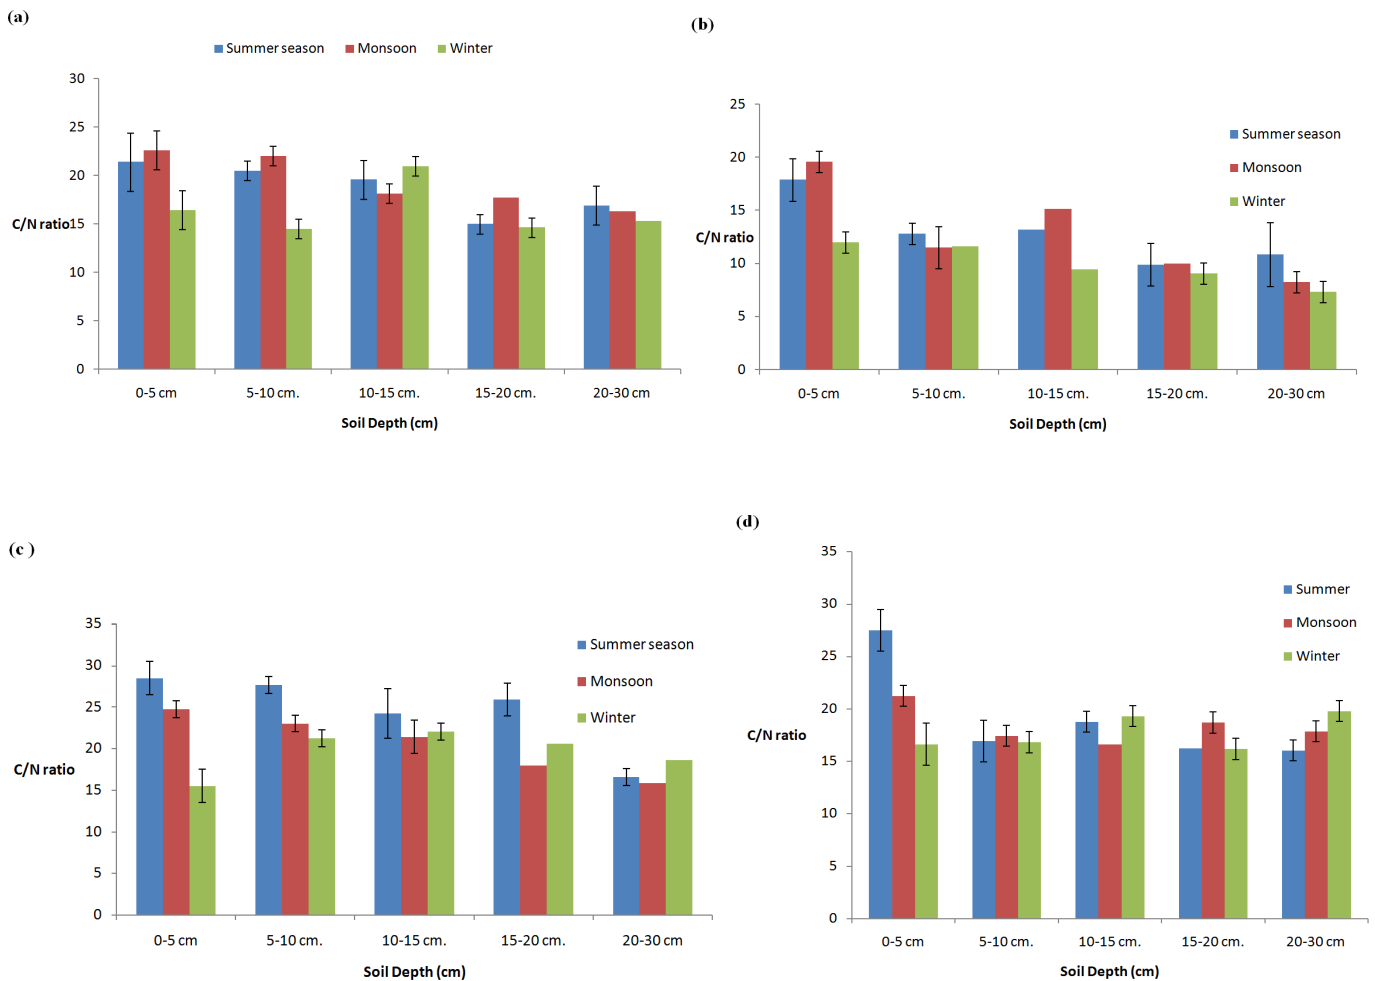 (a)
Summer season Monsoon Winter
30
25
20
15
10
5
0
C/N ratio
0-5 cm 5-10 cm. 10-15 cm. 15-20 cm. 20-30 cm
Soil Depth (cm)
(b)
25
20
15
10
5
0
C/N ratio
Summer season
Monsoon
Winter
0-5 cm 5-10 cm. 10-15 cm. 15-20 cm. 20-30 cm
Soil Depth (cm)
(c )
35
30
25
20
15
10
5
0
C/N ratio
Summer season
Monsoon
Winter
0-5 cm 5-10 cm. 10-15 cm. 15-20 cm. 20-30 cm
Soil Depth (cm)
(d)
35
30
25
20
15
10
5
0
C/N ratio
Summer
Monsoon
Winter
0-5 cm 5-10 cm. 10-15 cm. 15-20 cm. 20-30 cm
Soil Depth (cm)